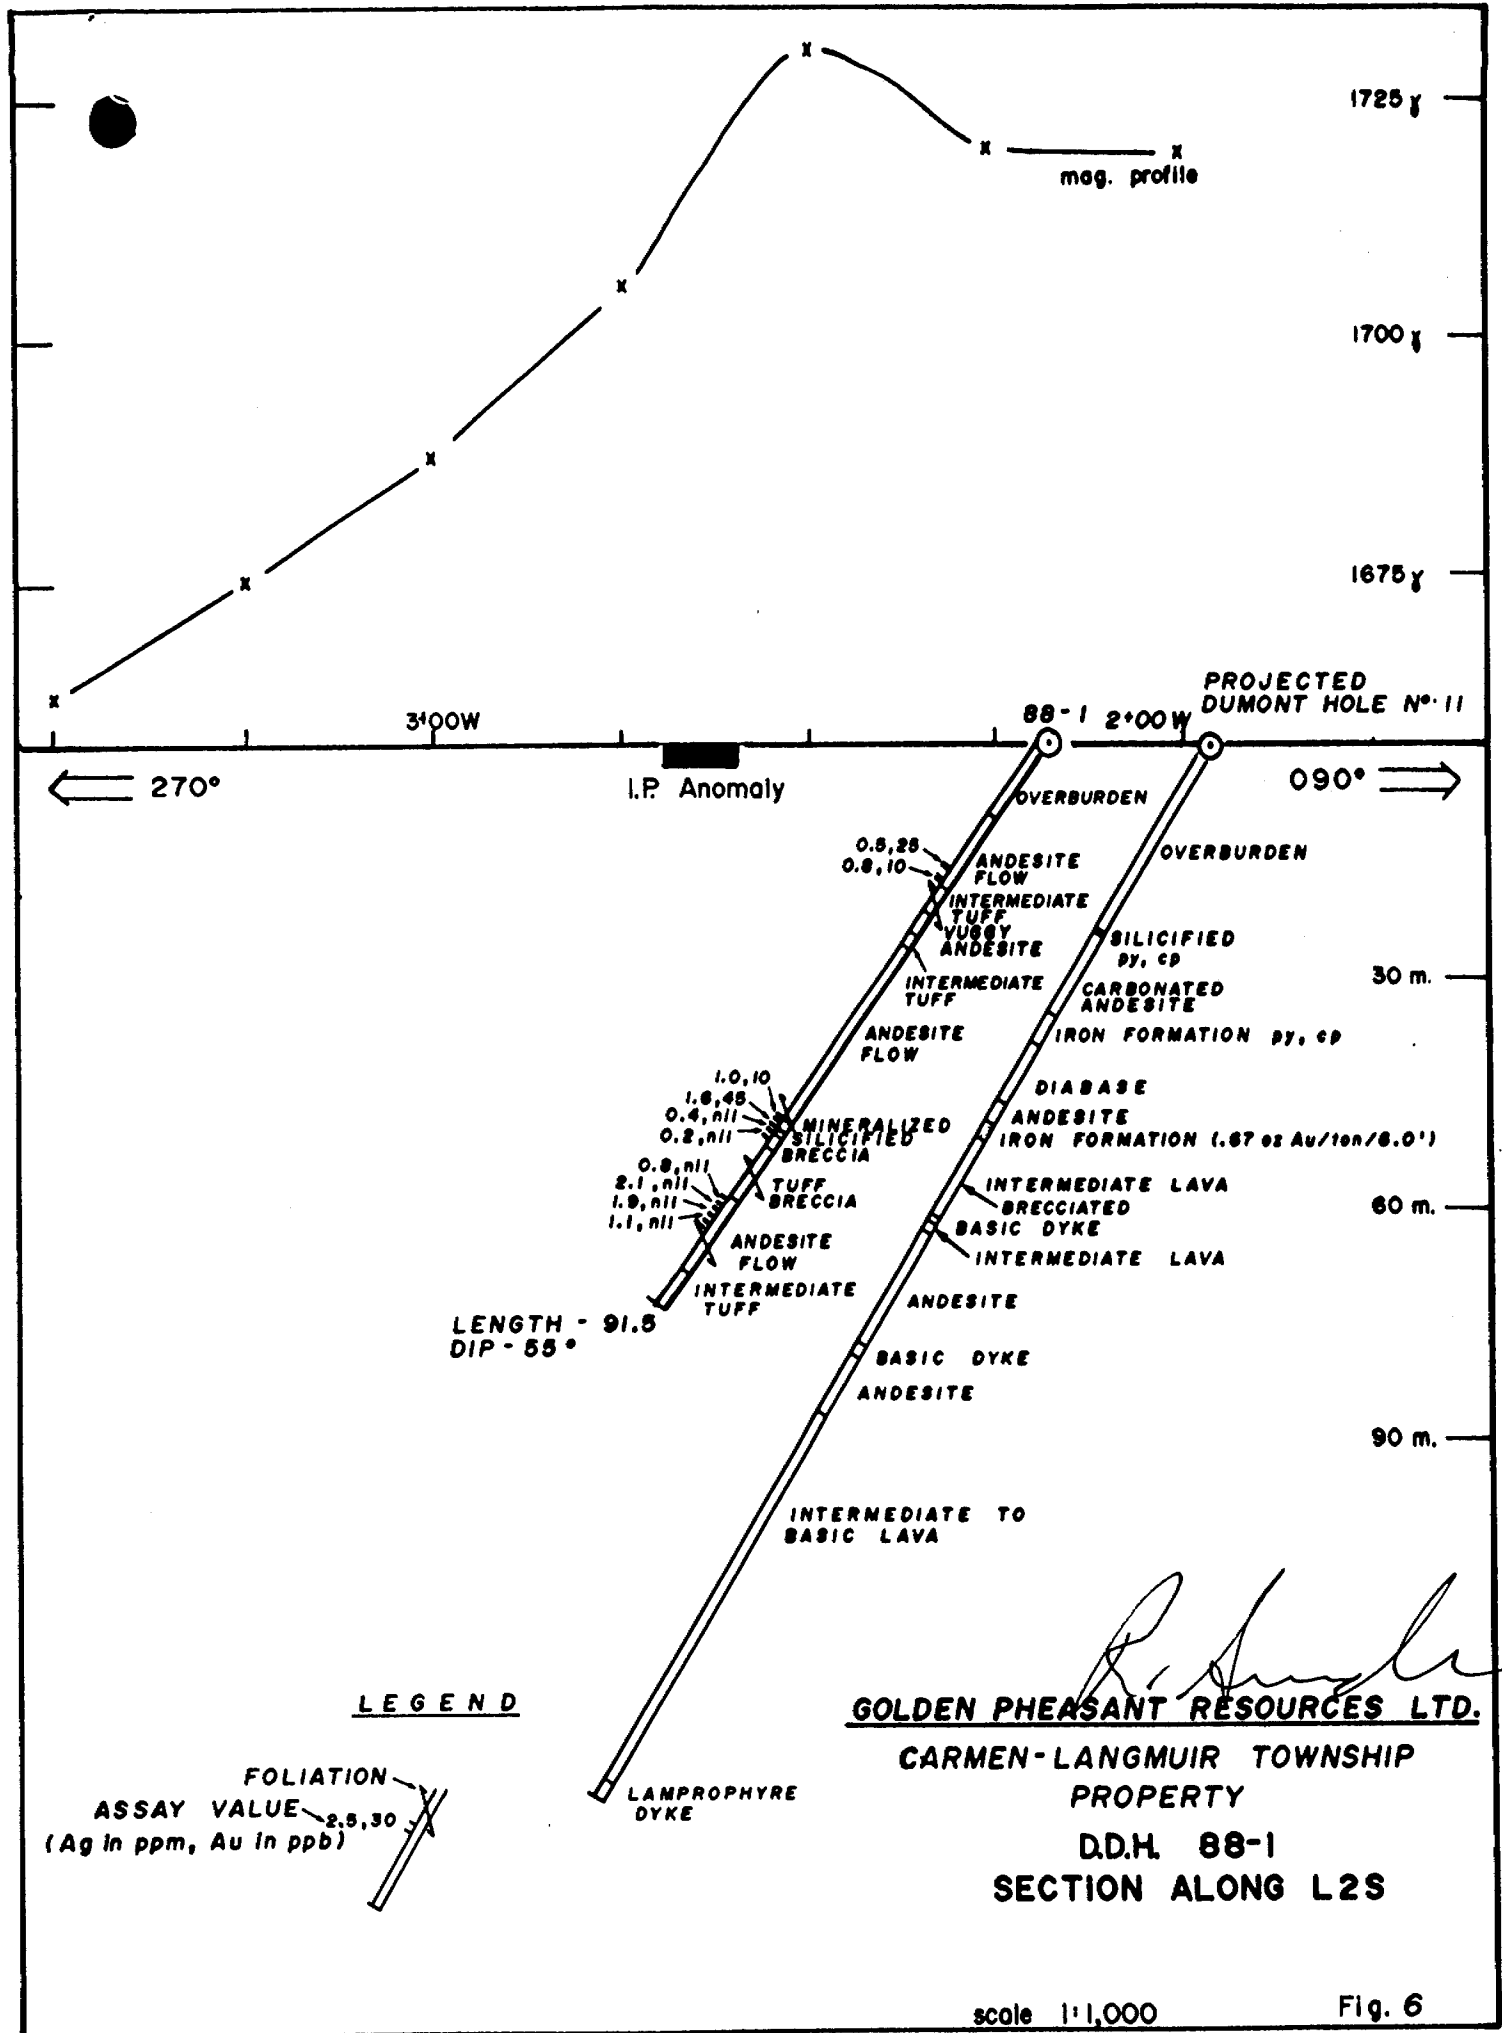 1725 γ
mag. profile
1700 γ
1675 γ
PROJECTED
DUMONT HOLE Nº. 11
3+00W
88-1
2+00W
270°
I.P. Anomaly
090°
OVERBURDEN
0.5,25
0.8,10
ANDESITE
FLOW
INTERMEDIATE
TUFF
VUGGY
ANDESITE
INTERMEDIATE
TUFF
ANDESITE
FLOW
1.0,10
1.6,45
0.4,nil
0.2,nil
MINERALIZED
SILICIFIED
BRECCIA
0.8,nil
2.1,nil
1.9,nil
1.1,nil
TUFF
BRECCIA
ANDESITE
FLOW
INTERMEDIATE
TUFF
LENGTH - 91.5
DIP - 55°
OVERBURDEN
SILICIFIED
py, cp
CARBONATED
ANDESITE
IRON FORMATION py, cp
DIABASE
ANDESITE
IRON FORMATION (.67 oz Au/ton/6.0')
INTERMEDIATE LAVA
BRECCIATED
BASIC DYKE
INTERMEDIATE LAVA
ANDESITE
BASIC DYKE
ANDESITE
INTERMEDIATE TO
BASIC LAVA
LAMPROPHYRE
DYKE
30 m.
60 m.
90 m.
LEGEND
FOLIATION
ASSAY VALUE
2.5,30
(Ag in ppm, Au in ppb)
GOLDEN PHEASANT RESOURCES LTD.
CARMEN-LANGMUIR TOWNSHIP
PROPERTY
D.D.H. 88-1
SECTION ALONG L2S
scale 1:1,000
Fig. 6